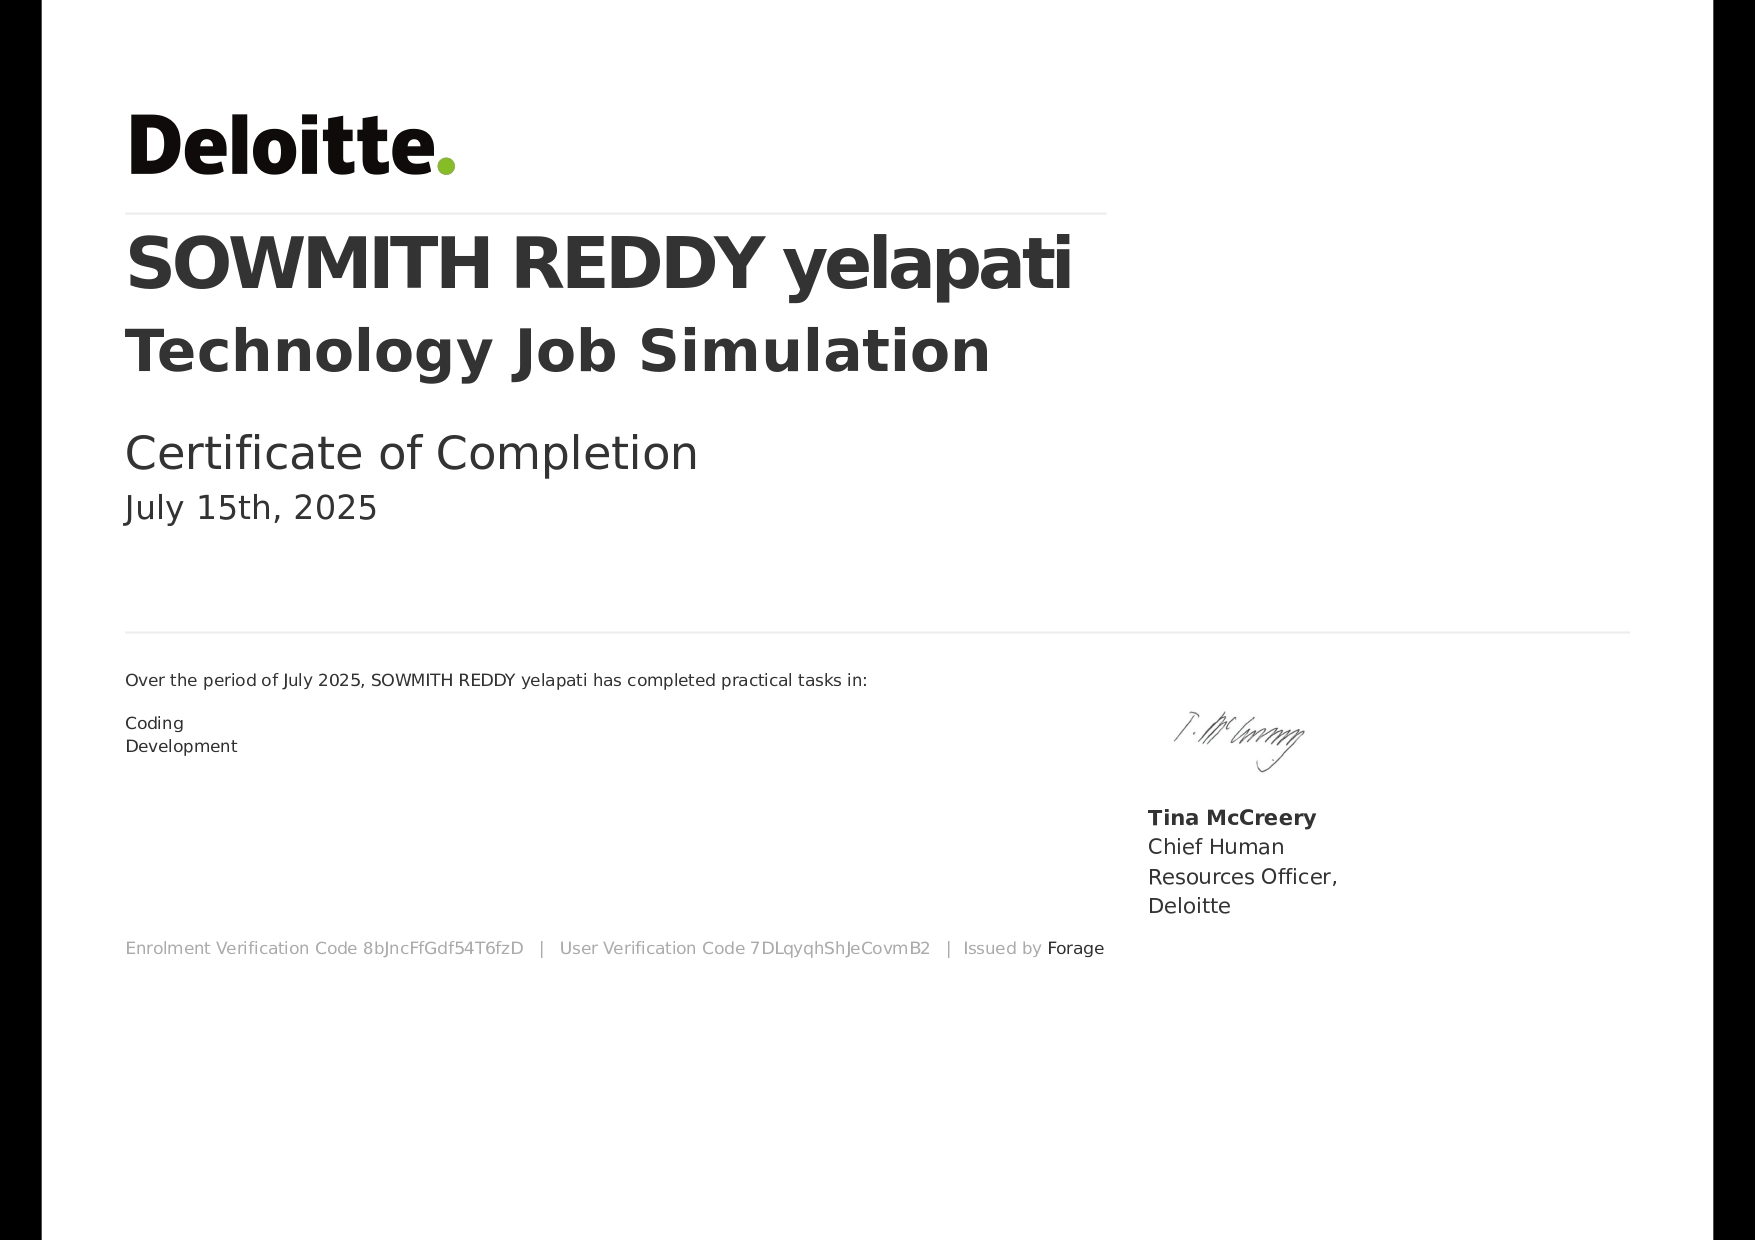 Deloitte.
SOWMITH REDDY yelapati
Technology Job Simulation
Certificate of Completion
July 15th, 2025
Over the period of July 2025, SOWMITH REDDY yelapati has completed practical tasks in:
Coding
Development
T. McCreery
Tina McCreery
Chief Human
Resources Officer,
Deloitte
Enrolment Verification Code 8bJncFfGdf54T6fzD | User Verification Code 7DLqyqhShJeCovmB2 | Issued by Forage